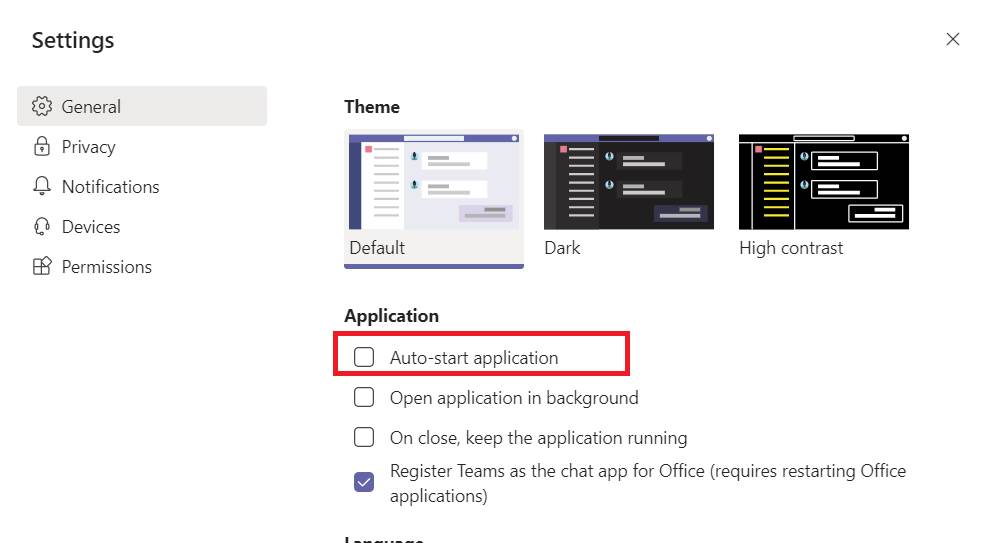 Settings
General
Privacy
Notifications
Devices
Permissions
Theme
Default
Dark
High contrast
Application
Auto-start application
Open application in background
On close, keep the application running
Register Teams as the chat app for Office (requires restarting Office
applications)
Language